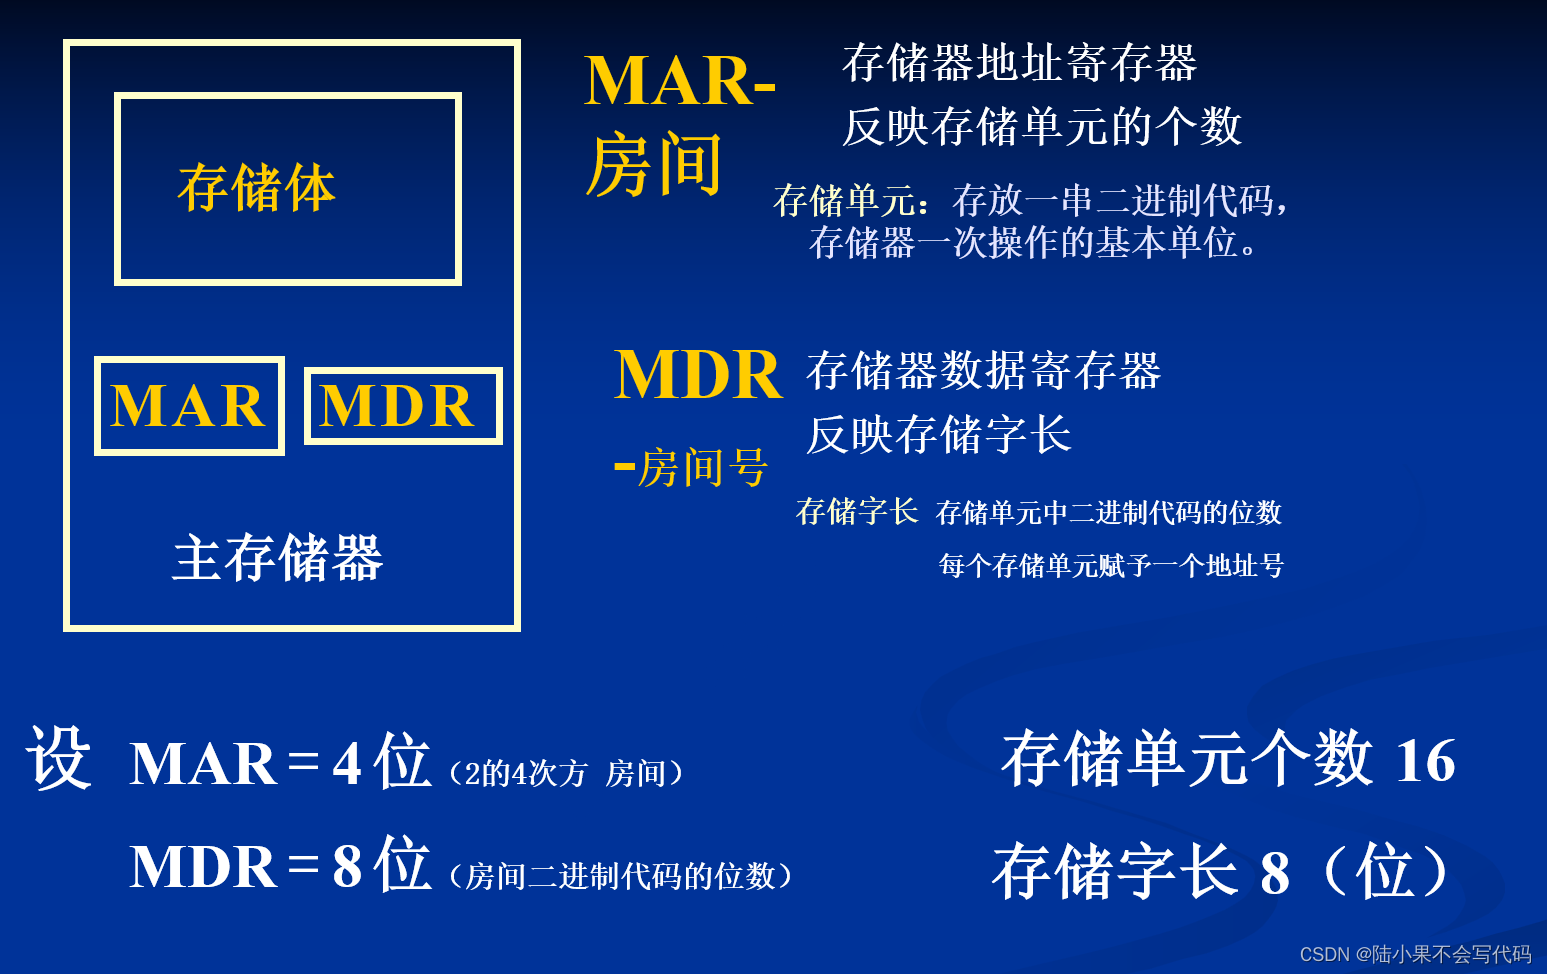 存储体
MAR
MDR
主存储器
MAR-
房间
存储器地址寄存器
反映存储单元的个数
存储单元：存放一串二进制代码，
存储器一次操作的基本单位。
MDR
-房间号
存储器数据寄存器
反映存储字长
存储字长 存储单元中二进制代码的位数
每个存储单元赋予一个地址号
设 MAR = 4 位（2的4次方 房间）
存储单元个数 16
MDR = 8 位（房间二进制代码的位数）
存储字长 8（位）
CSDN @陆小果不会写代码